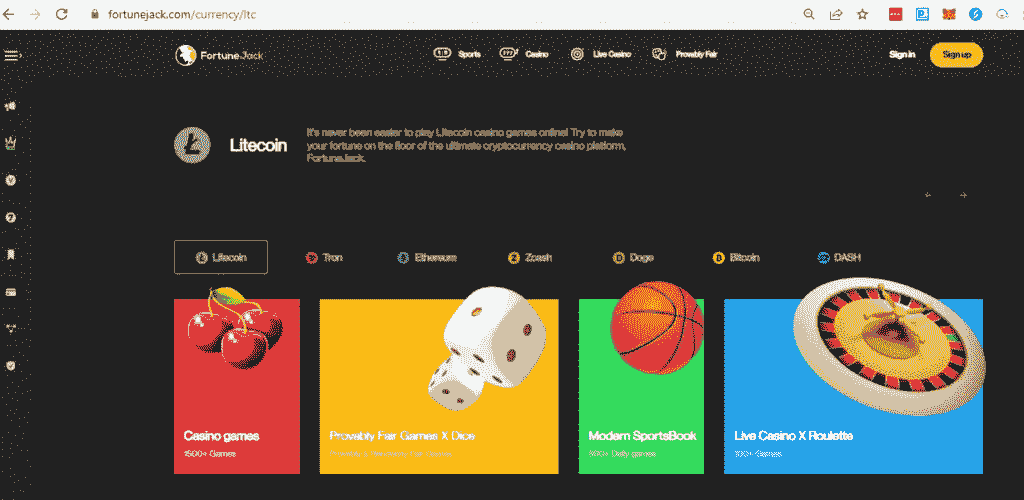 fortunejack.com/currency/ltc
FortuneJack
Sports
Casino
Live Casino
Provably Fair
Sign in
Sign up
Litecoin
It's never been easier to play Litecoin casino games online! Try to make
your fortune on the floor of the ultimate cryptocurrency casino platform,
FortuneJack.
Litecoin
Tron
Ethereum
Zcash
Doge
Bitcoin
DASH
Casino games
1500+ Games
Provably Fair Games X Dice
Modern SportsBook
500+ Daily games
Live Casino X Roulette
100+ Games